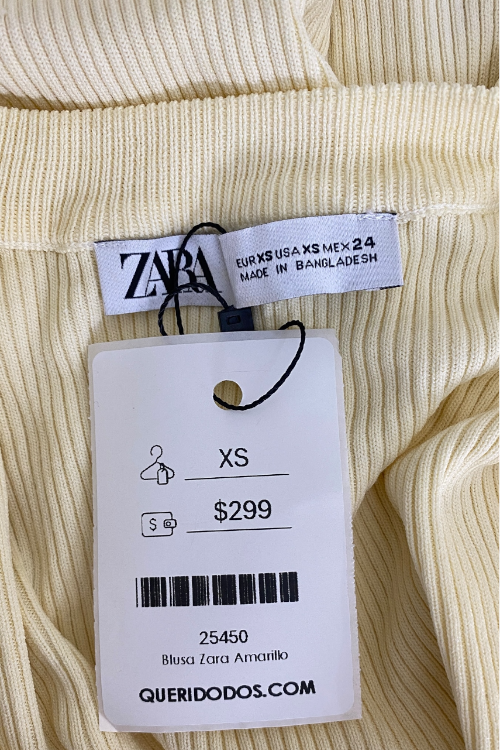 ZARA
EUR XS USA XS MEX 24
MADE IN BANGLADESH
XS
$
$299
25450
Blusa Zara Amarillo
QUERIDODOS.COM